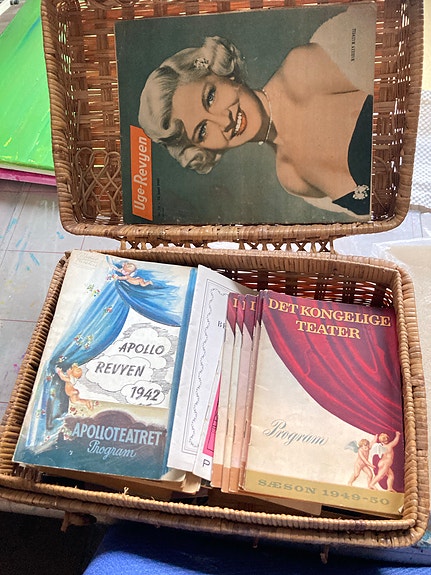 Uge-Revyen
APOLLO
REVYEN
1942
APOLLOTEATRET
Program
DET KONGELIGE
TEATER
Program
SÆSON 1949-50